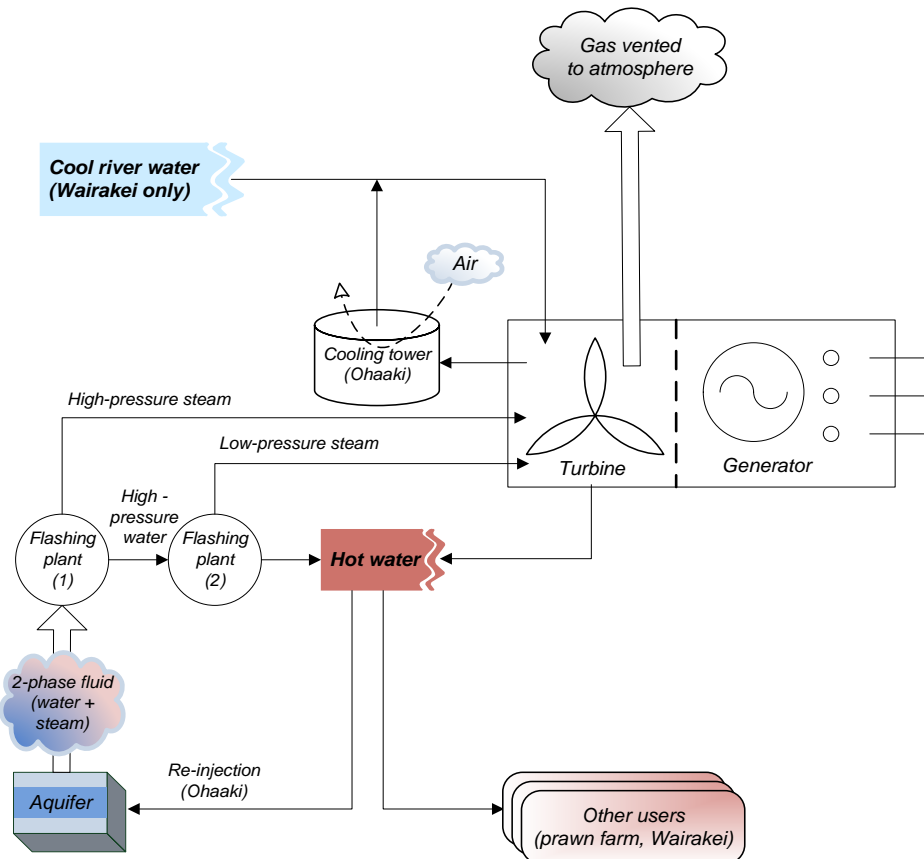 Gas vented
to atmosphere
Cool river water
(Wairakei only)
Air
Cooling tower
(Ohaaki)
High-pressure steam
Low-pressure steam
Turbine
Generator
High -
pressure
water
Flashing
plant
(1)
Flashing
plant
(2)
Hot water
2-phase fluid
(water +
steam)
Re-injection
(Ohaaki)
Aquifer
Other users
(prawn farm, Wairakei)